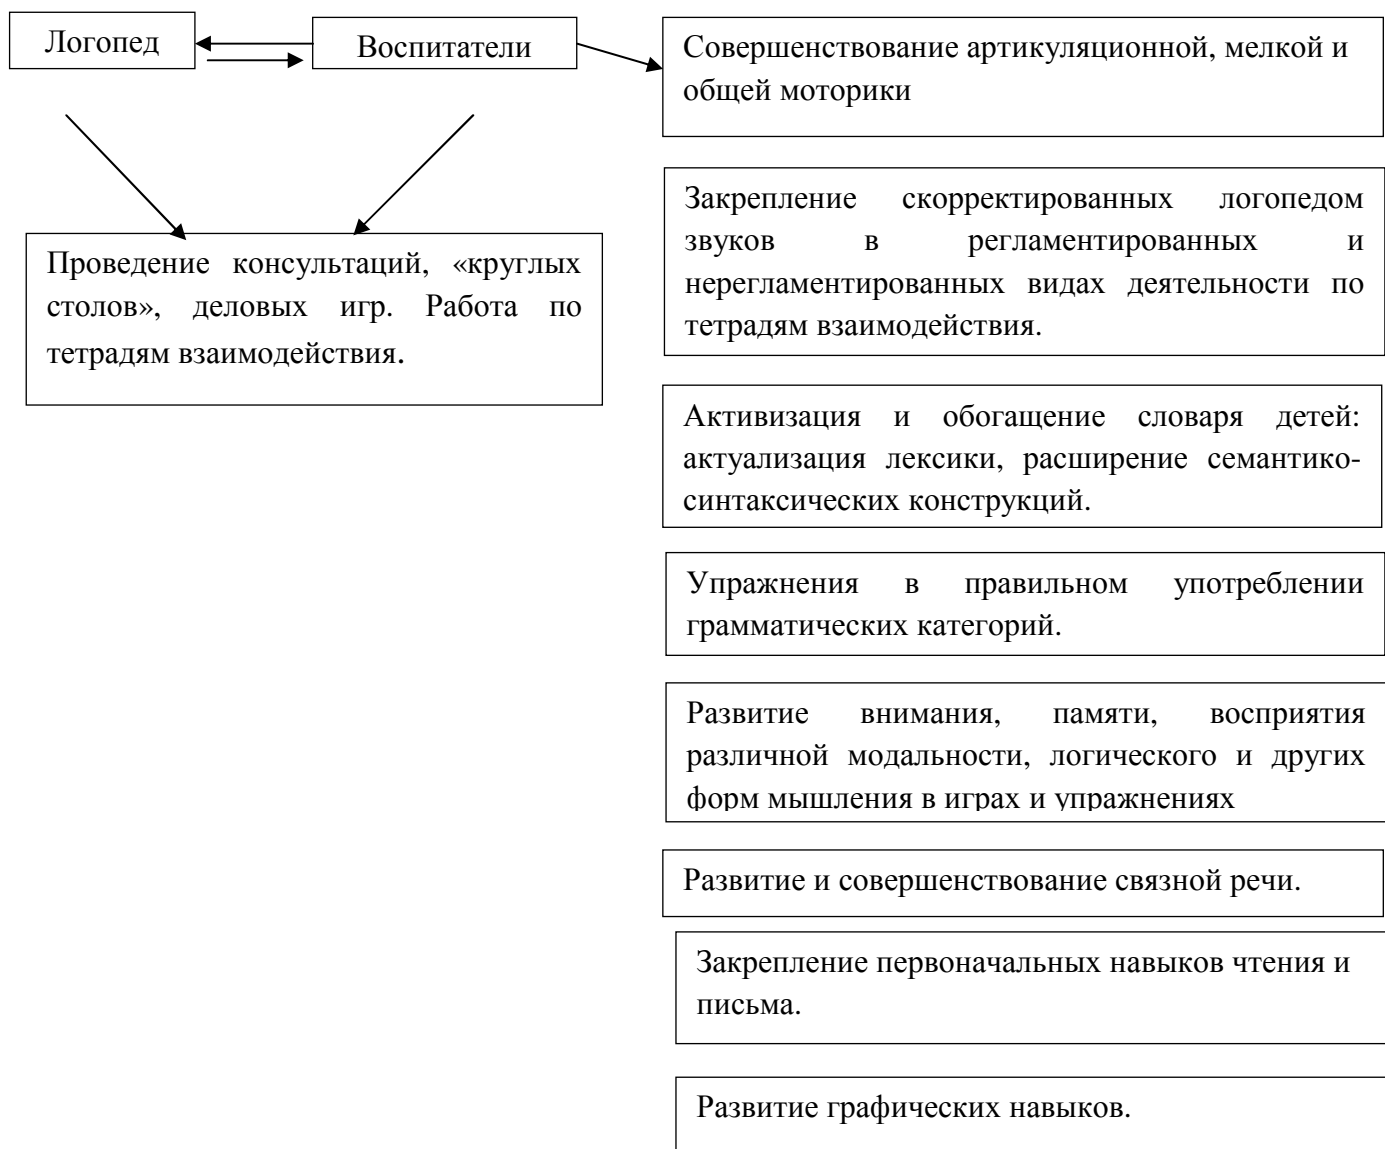 Логопед
Воспитатели
Совершенствование артикуляционной, мелкой и
общей моторики
Закрепление скорректированных логопедом
звуков в регламентированных и
нерегламентированных видах деятельности по
тетрадям взаимодействия.
Проведение консультаций, «круглых
столов», деловых игр. Работа по
тетрадям взаимодействия.
Активизация и обогащение словаря детей:
актуализация лексики, расширение семантико-
синтаксических конструкций.
Упражнения в правильном употреблении
грамматических категорий.
Развитие внимания, памяти, восприятия
различной модальности, логического и других
форм мышления в играх и упражнениях
Развитие и совершенствование связной речи.
Закрепление первоначальных навыков чтения и
письма.
Развитие графических навыков.